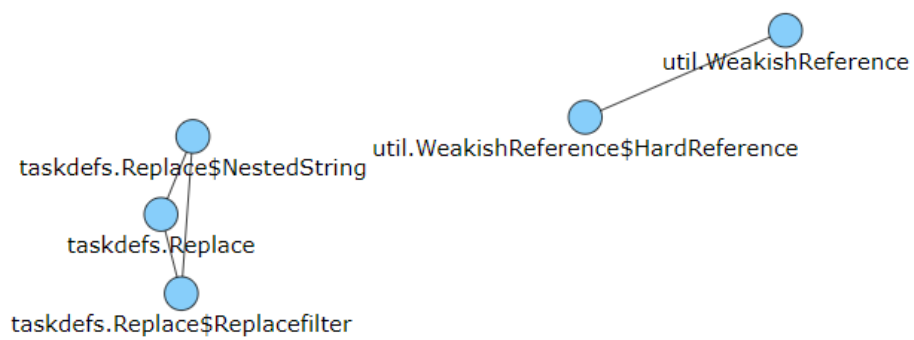 util.WeakishReference
util.WeakishReference$HardReference
taskdefs.Replace$NestedString
taskdefs.Replace
taskdefs.Replace$Replacefilter